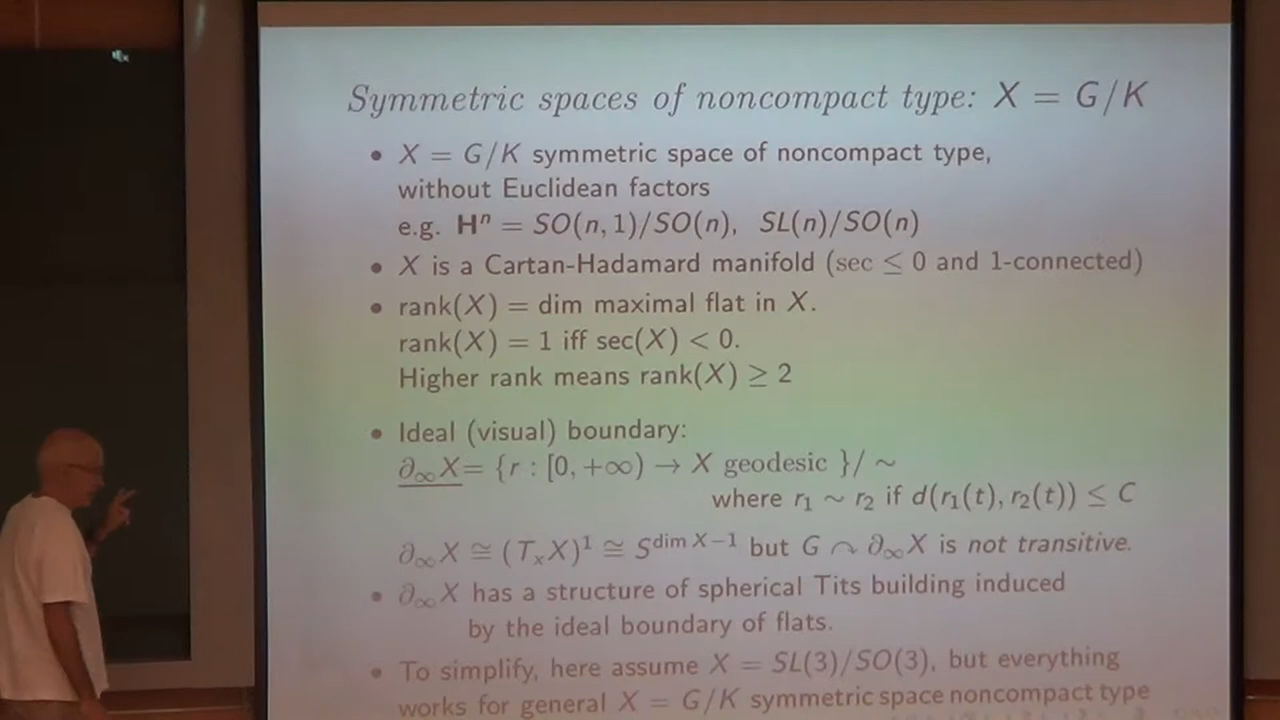 Symmetric spaces of noncompact type: X = G/K
• X = G/K symmetric space of noncompact type,
without Euclidean factors
e.g. Hⁿ = SO(n, 1)/SO(n), SL(n)/SO(n)
• X is a Cartan-Hadamard manifold (sec ≤ 0 and 1-connected)
• rank(X) = dim maximal flat in X.
rank(X) = 1 iff sec(X) < 0.
Higher rank means rank(X) ≥ 2
• Ideal (visual) boundary:
∂∞X = {r : [0, +∞) → X geodesic }/ ∼
where r₁ ∼ r₂ if d(r₁(t), r₂(t)) ≤ C
∂∞X ≅ (TₓX)¹ ≅ S^{dim X−1} but G ↷ ∂∞X is not transitive.
• ∂∞X has a structure of spherical Tits building induced
by the ideal boundary of flats.
• To simplify, here assume X = SL(3)/SO(3), but everything
works for general X = G/K symmetric space noncompact type